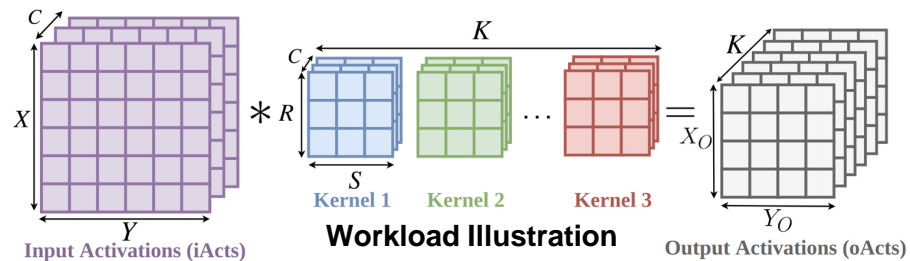 C
X
Y
Input Activations (iActs)
*
K
C
R
S
...
Kernel 1
Kernel 2
Kernel 3
Workload Illustration
=
K
X_O
Y_O
Output Activations (oActs)